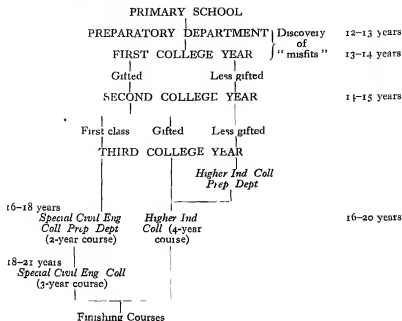 PRIMARY SCHOOL
PREPARATORY DEPARTMENT Discovery 12–13 years
of
FIRST COLLEGE YEAR "misfits" 13–14 years
Gifted Less gifted
SECOND COLLEGE YEAR 14–15 years
First class Gifted Less gifted
THIRD COLLEGE YEAR
Higher Ind Coll
Prep Dept
16–18 years
Special Civil Eng Higher Ind 16–20 years
Coll Prep Dept Coll (4-year
(2-year course) course)
18–21 years
Special Civil Eng Coll
(3-year course)
Finishing Courses